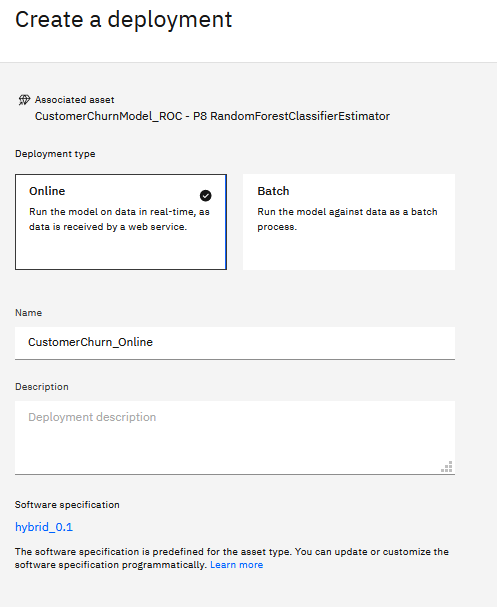 Create a deployment
Associated asset
CustomerChurnModel_ROC - P8 RandomForestClassifierEstimator
Deployment type
Online
Run the model on data in real-time, as
data is received by a web service.
Batch
Run the model against data as a batch
process.
Name
CustomerChurn_Online
Description
Deployment description
Software specification
hybrid_0.1
The software specification is predefined for the asset type. You can update or customize the
software specification programmatically. Learn more